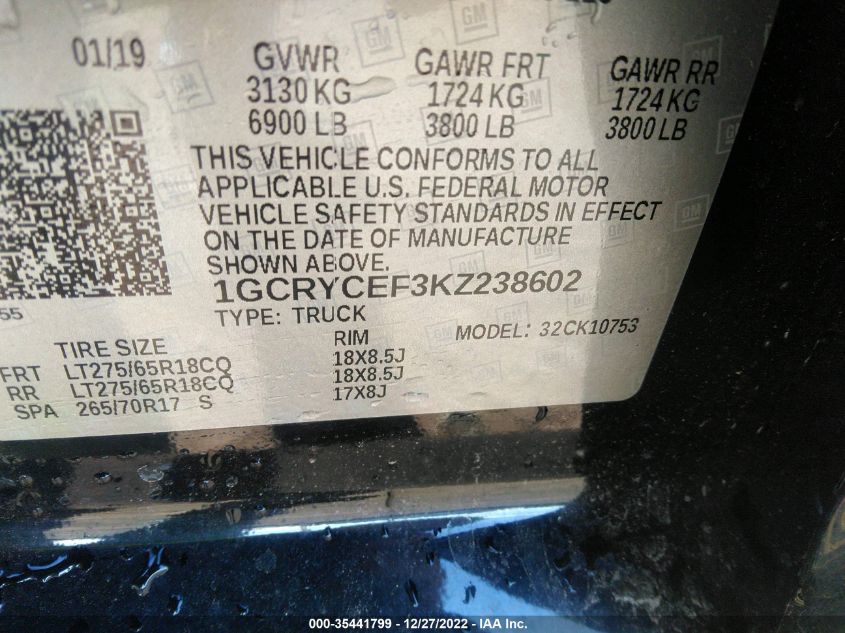 01/19 GVWR GAWR FRT GAWR RR
3130 KG 1724 KG 1724 KG
6900 LB 3800 LB 3800 LB
THIS VEHICLE CONFORMS TO ALL
APPLICABLE U.S. FEDERAL MOTOR
VEHICLE SAFETY STANDARDS IN EFFECT
ON THE DATE OF MANUFACTURE
SHOWN ABOVE.
1GCRYCEF3KZ238602
55
TYPE: TRUCK MODEL: 32CK10753
TIRE SIZE RIM
FRT LT275/65R18CQ 18X8.5J
RR LT275/65R18CQ 18X8.5J
SPA 265/70R17 S 17X8J
000-35441799 - 12/27/2022 - IAA Inc.